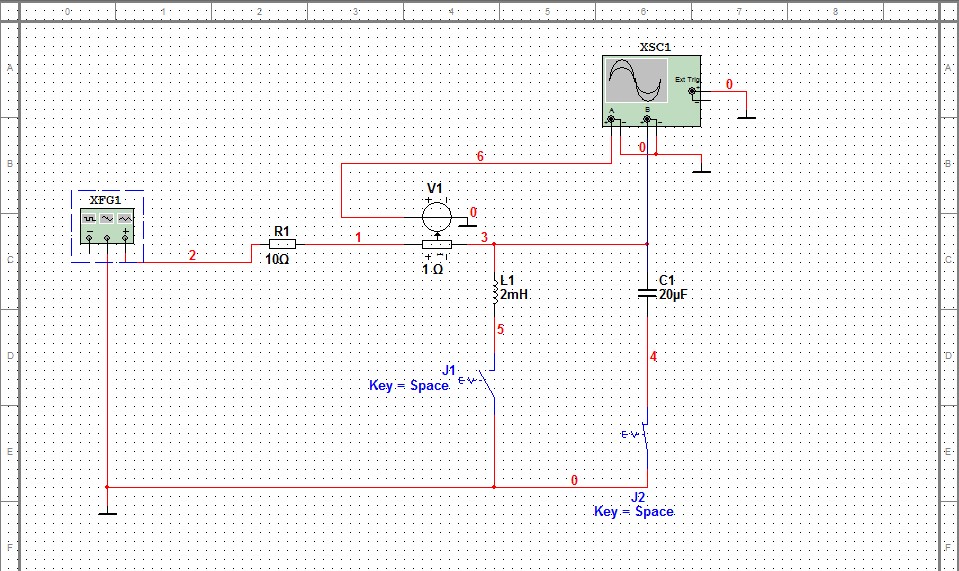 0 1 2 3 4 5 6 7 8
A A
XSC1
Ext Trig
0
A B
B B
0
6
V1
XFG1
0
R1
1
3
2
10Ω
1 Ω
C C
L1
2mH
C1
20µF
5
D D
4
J1
Key = Space
E E
0
J2
Key = Space
F F